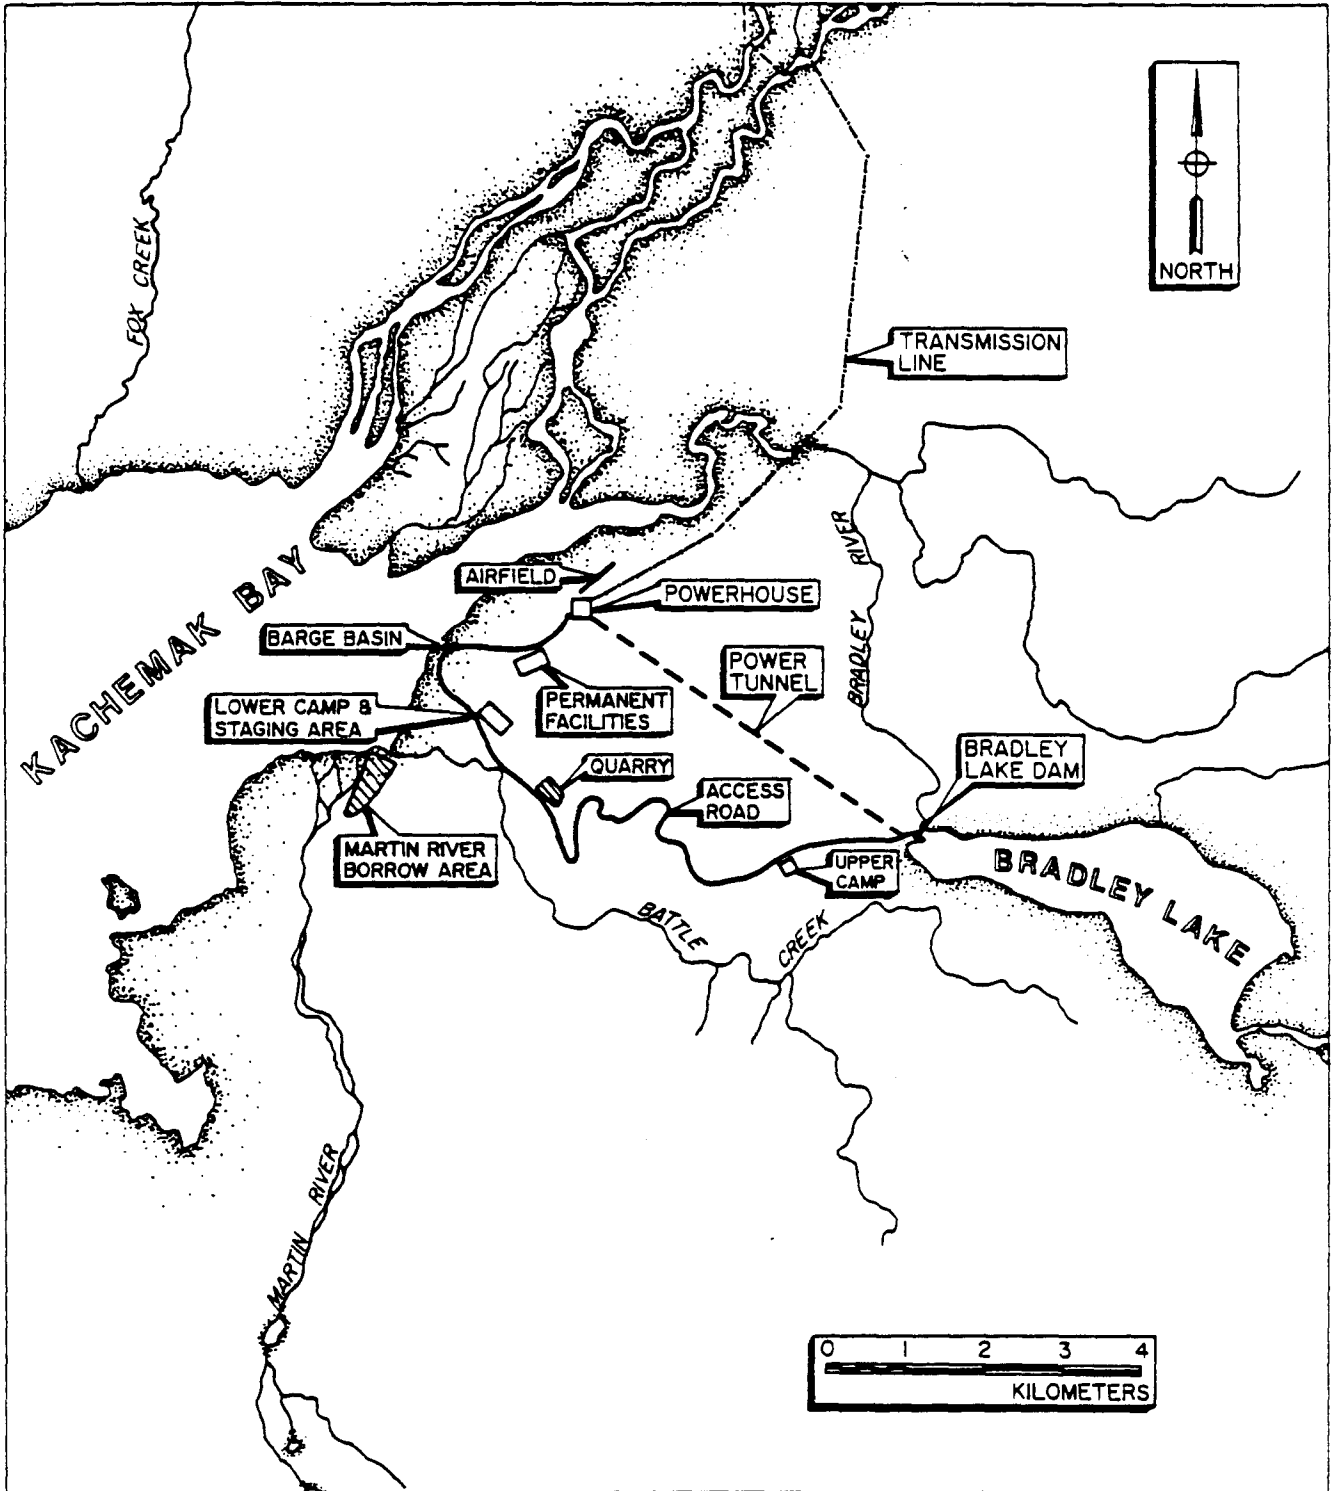 FOX CREEK
NORTH
TRANSMISSION
LINE
KACHEMAK BAY
BRADLEY RIVER
AIRFIELD
POWERHOUSE
BARGE BASIN
POWER
TUNNEL
PERMANENT
FACILITIES
LOWER CAMP &
STAGING AREA
BRADLEY
LAKE DAM
QUARRY
ACCESS
ROAD
MARTIN RIVER
BORROW AREA
UPPER
CAMP
BRADLEY LAKE
BATTLE CREEK
MARTIN RIVER
0 1 2 3 4
KILOMETERS